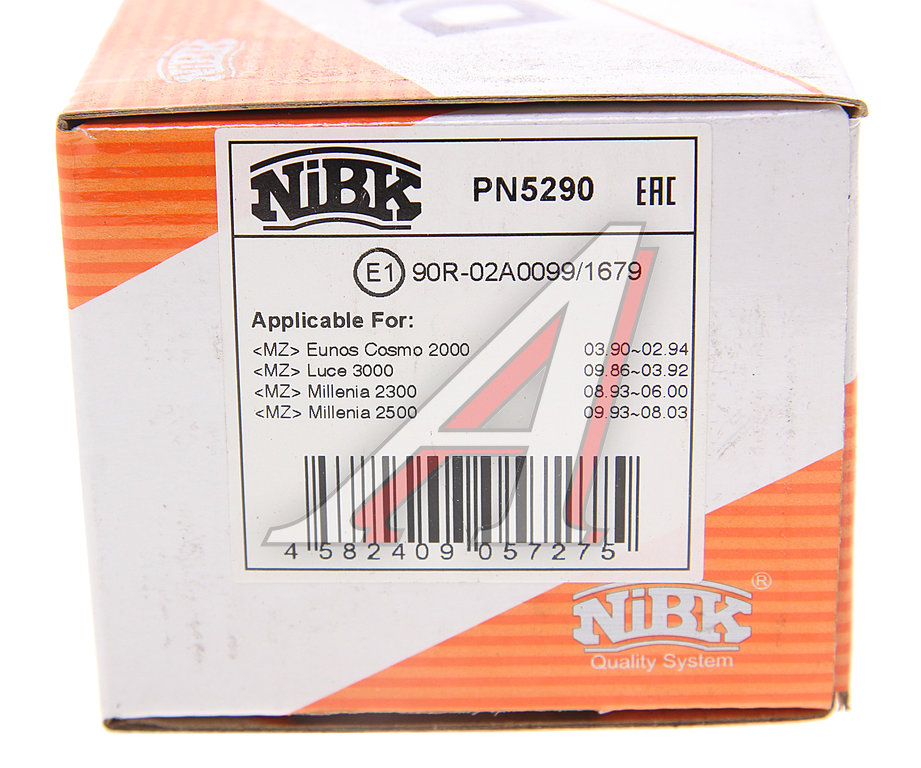 NiBK
NiBK PN5290 EAC
E1 90R-02A0099/1679
Applicable For:
<MZ> Eunos Cosmo 2000 03.90~02.94
<MZ> Luce 3000 09.86~03.92
<MZ> Millenia 2300 08.93~06.00
<MZ> Millenia 2500 09.93~08.03
4 582409 057275
NiBK ®
Quality System